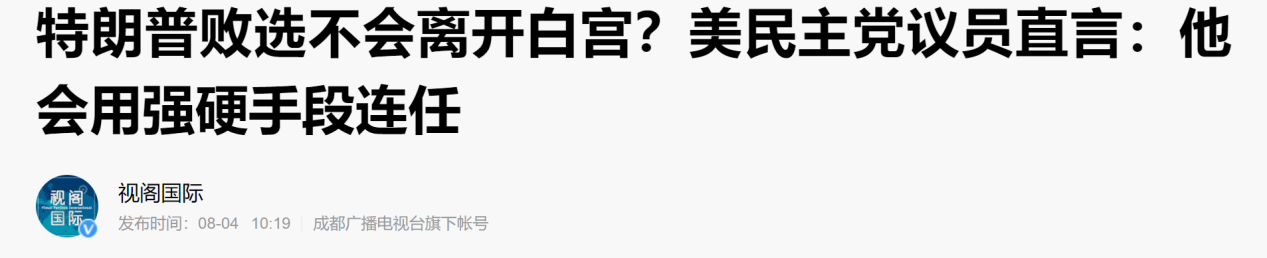 特朗普败选不会离开白宫？美民主党议员直言：他
会用强硬手段连任
视阁
国际
视阁国际
发布时间：08-04 10:19 成都广播电视台旗下帐号